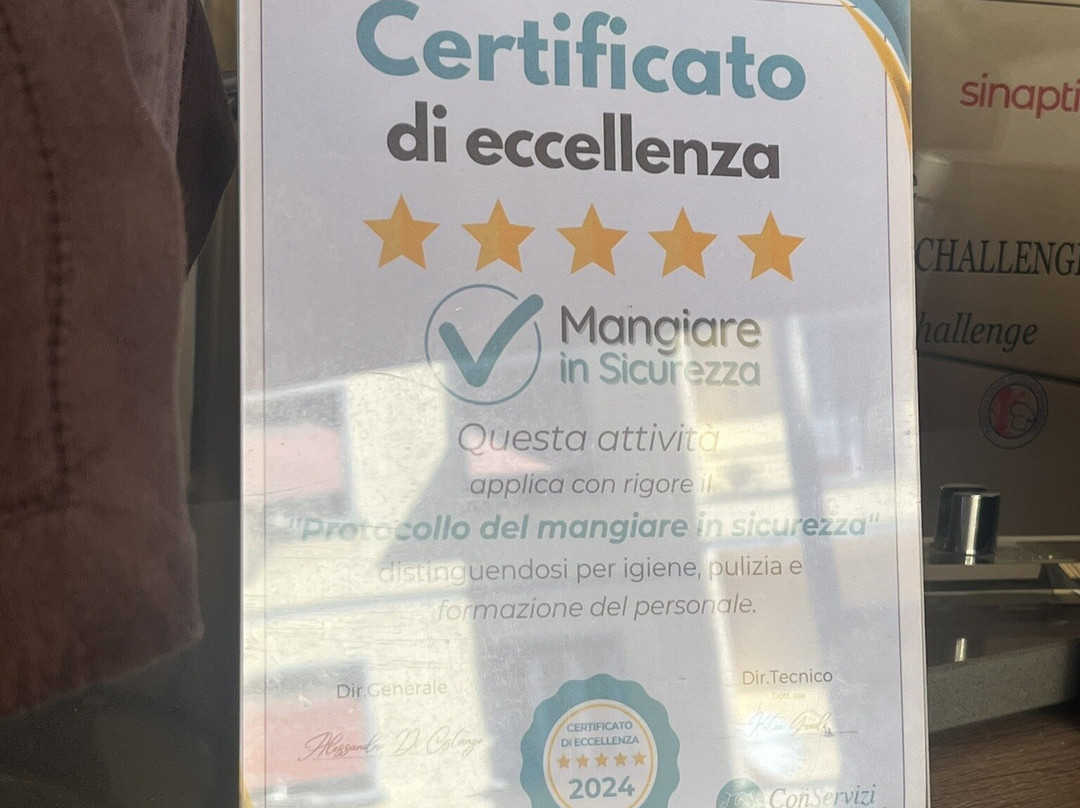 Certificato
di eccellenza
Mangiare
in Sicurezza
Questa attività
applica con rigore il
"Protocollo del mangiare in sicurezza"
distinguendosi per igiene, pulizia e
formazione del personale.
Dir.Generale
Dir.Tecnico
CERTIFICATO
DI ECCELLENZA
2024
ConServizi
sinapti
CHALLENGE
hallenge